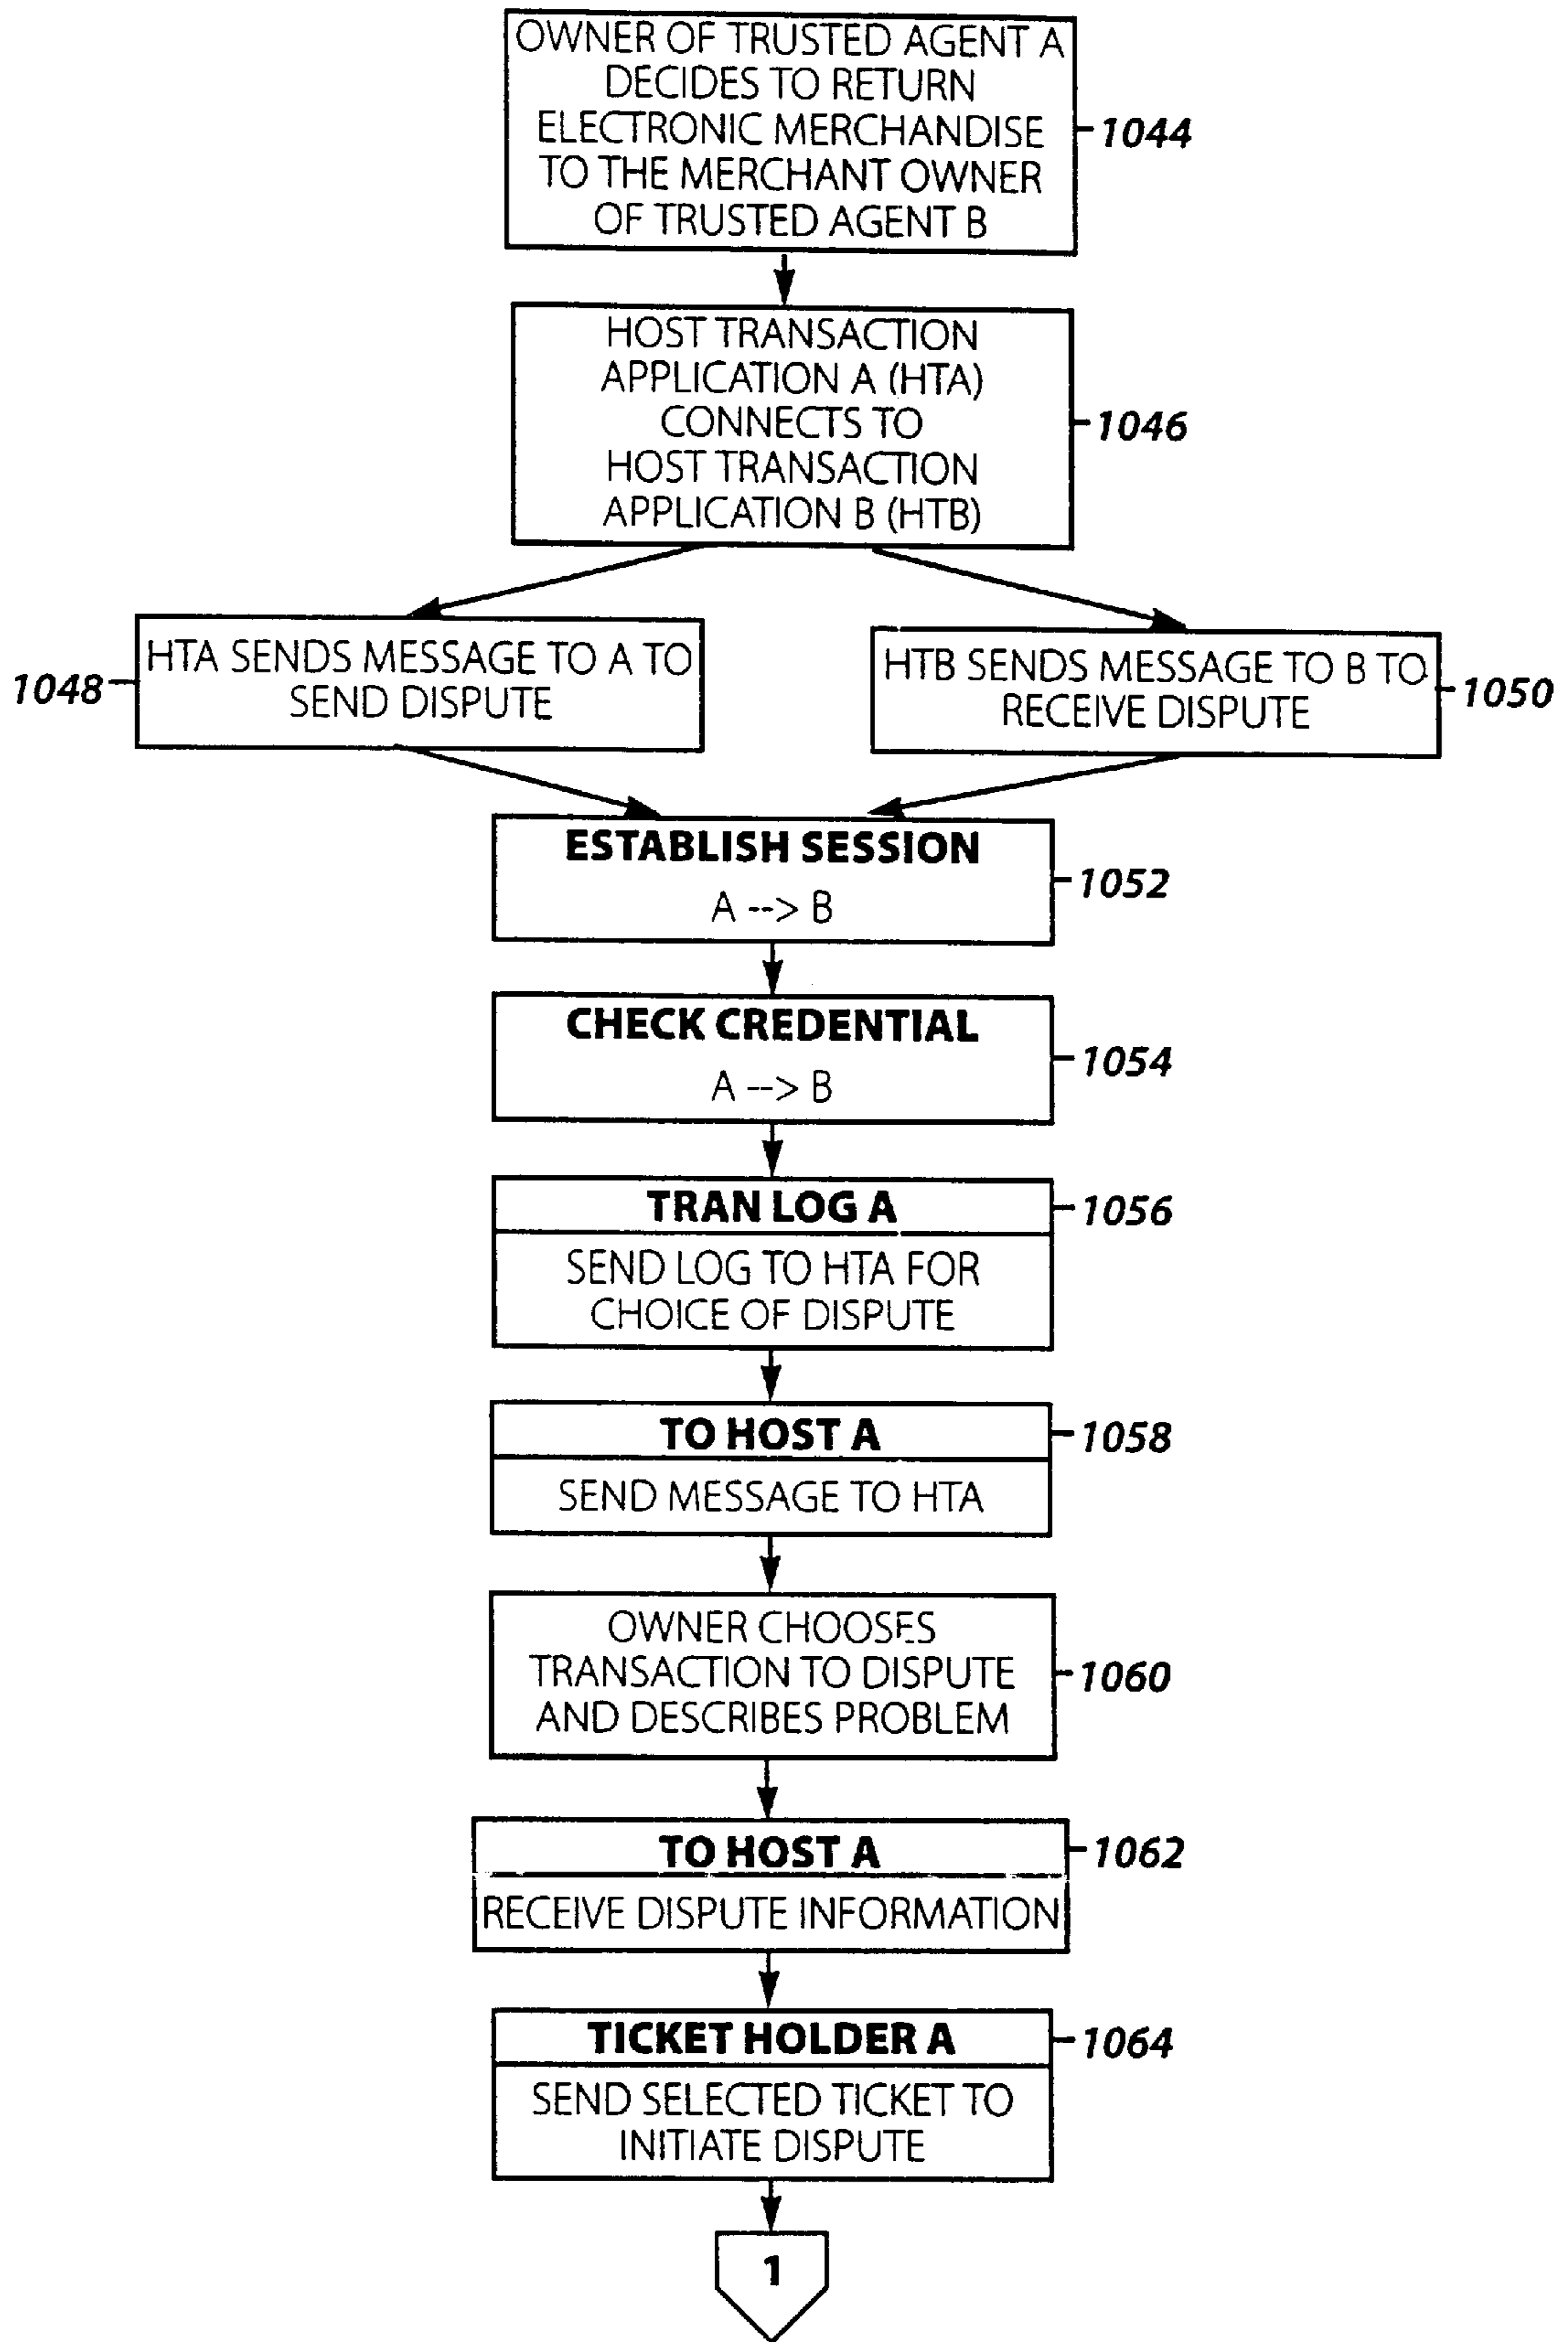 OWNER OF TRUSTED AGENT A
DECIDES TO RETURN
ELECTRONIC MERCHANDISE
TO THE MERCHANT OWNER
OF TRUSTED AGENT B
1044
HOST TRANSACTION
APPLICATION A (HTA)
CONNECTS TO
HOST TRANSACTION
APPLICATION B (HTB)
1046
HTA SENDS MESSAGE TO A TO
SEND DISPUTE
1048
HTB SENDS MESSAGE TO B TO
RECEIVE DISPUTE
1050
ESTABLISH SESSION
A --> B
1052
CHECK CREDENTIAL
A --> B
1054
TRAN LOG A
1056
SEND LOG TO HTA FOR
CHOICE OF DISPUTE
TO HOST A
1058
SEND MESSAGE TO HTA
OWNER CHOOSES
TRANSACTION TO DISPUTE
AND DESCRIBES PROBLEM
1060
TO HOST A
1062
RECEIVE DISPUTE INFORMATION
TICKET HOLDER A
1064
SEND SELECTED TICKET TO
INITIATE DISPUTE
1